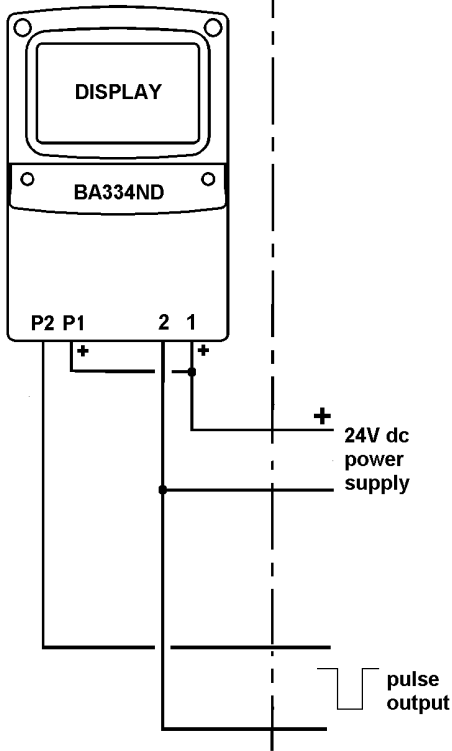 DISPLAY
BA334ND
P2 P1 2 1
+ +
+
24V dc
power
supply
pulse
output